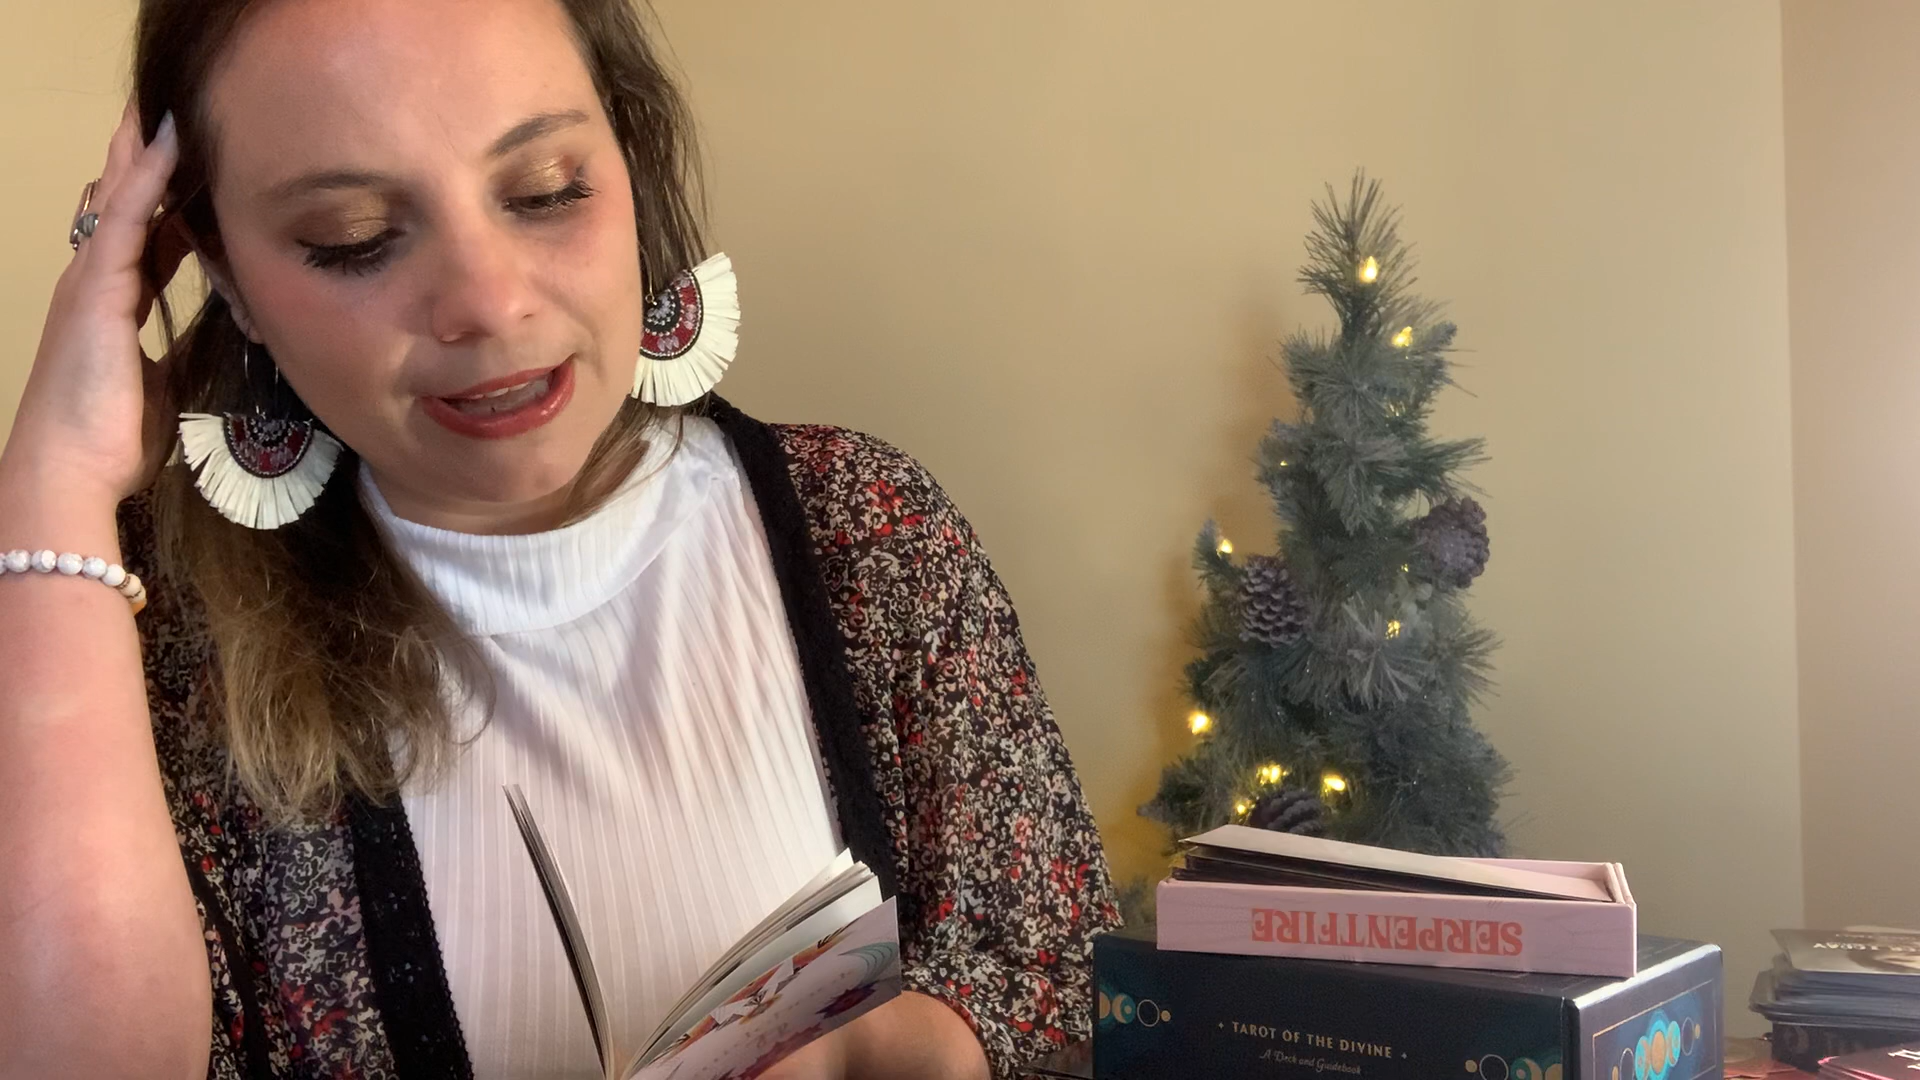 SERPENTFIRE
TAROT OF THE DIVINE
A Deck and Guidebook